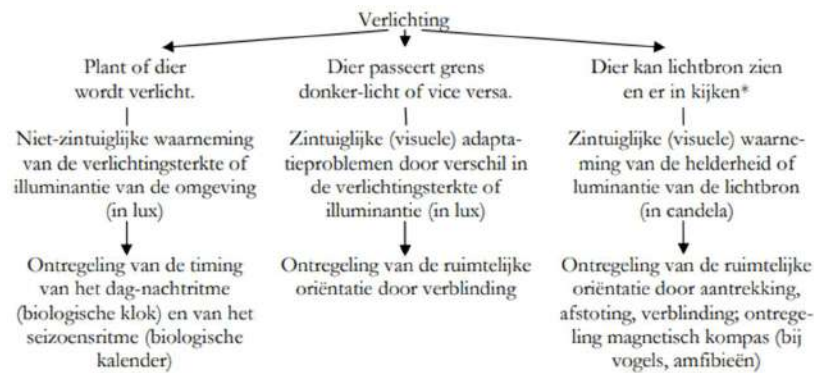 Verlichting
Plant of dier
wordt verlicht.
Niet-zintuiglijke waarneming
van de verlichtingsterkte of
illuminantie van de omgeving
(in lux)
Ontregeling van de timing
van het dag-nachtritme
(biologische klok) en van het
seizoensritme (biologische
kalender)
Dier passeert grens
donker-licht of vice versa.
Zintuiglijke (visuele) adapta-
tieproblemen door verschil in
de verlichtingsterkte of
illuminantie (in lux)
Ontregeling van de ruimtelijke
oriëntatie door verblinding
Dier kan lichtbron zien
en er in kijken*
Zintuiglijke (visuele) waarne-
ming van de helderheid of
luminantie van de lichtbron
(in candela)
Ontregeling van de ruimtelijke
oriëntatie door aantrekking,
afstoting, verblinding; ontrege-
ling magnetisch kompas (bij
vogels, amfibieën)